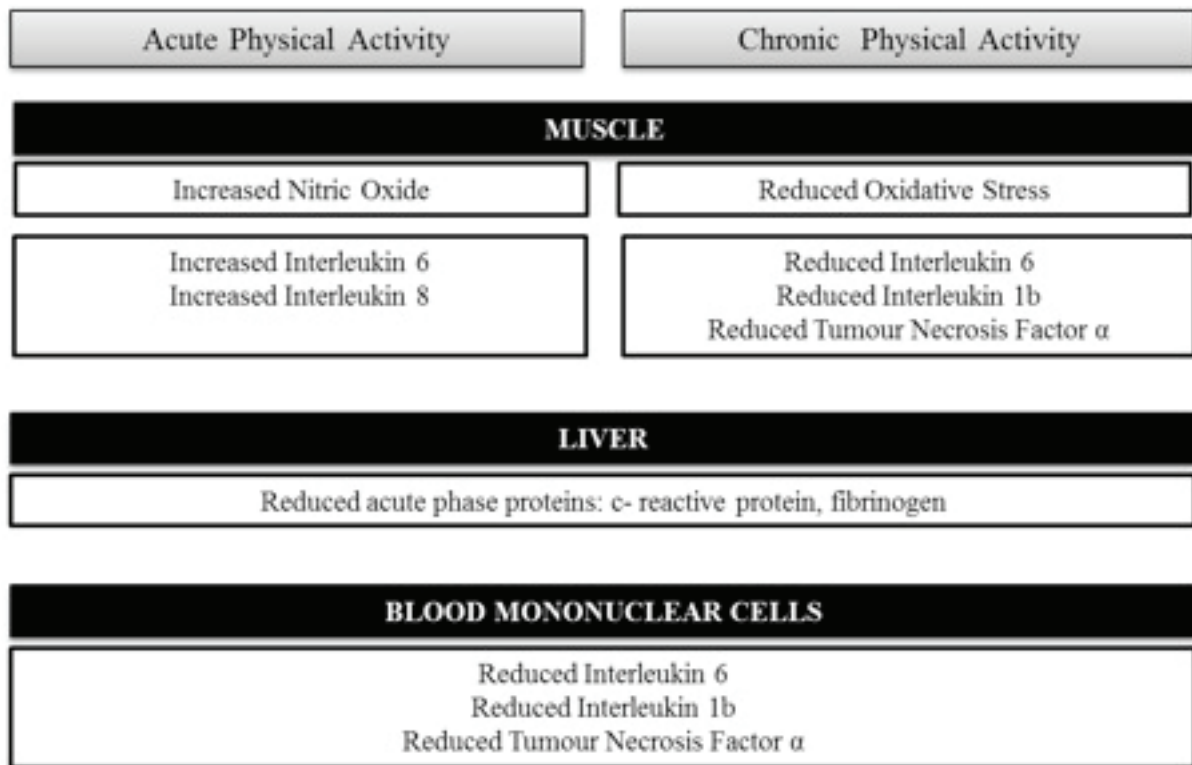 Acute Physical Activity
Chronic Physical Activity
MUSCLE
Increased Nitric Oxide
Reduced Oxidative Stress
Increased Interleukin 6
Increased Interleukin 8
Reduced Interleukin 6
Reduced Interleukin 1b
Reduced Tumour Necrosis Factor α
LIVER
Reduced acute phase proteins: c- reactive protein, fibrinogen
BLOOD MONONUCLEAR CELLS
Reduced Interleukin 6
Reduced Interleukin 1b
Reduced Tumour Necrosis Factor α